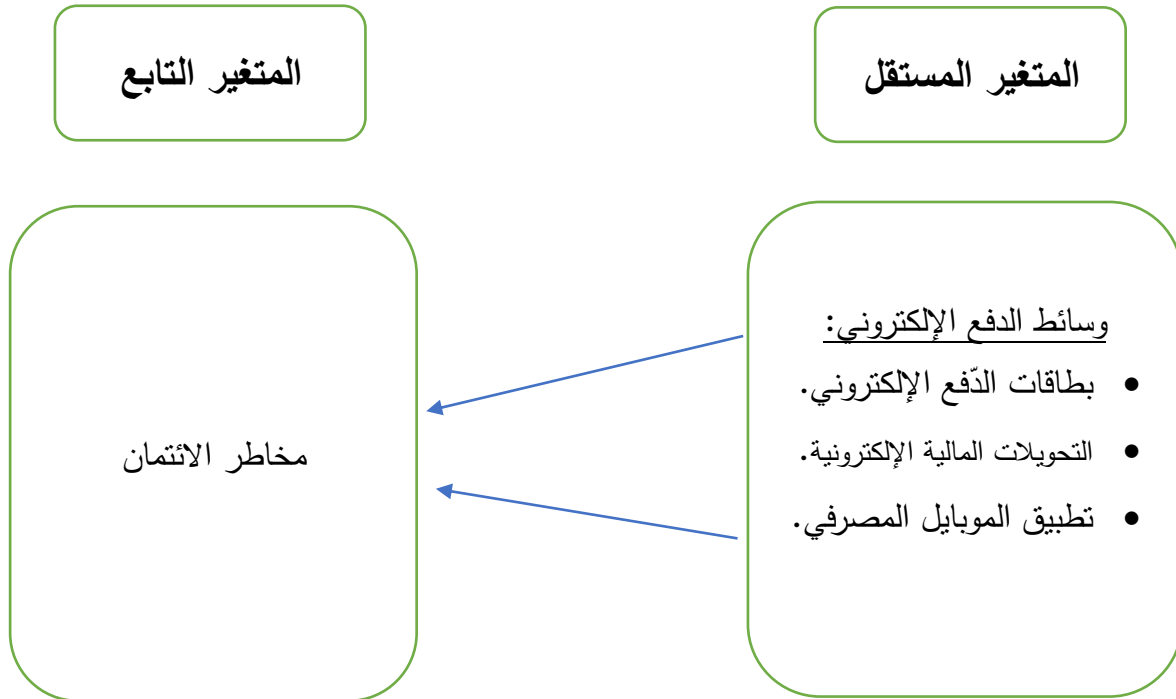 المتغير المستقل
المتغير التابع
وسائط الدفع الإلكتروني:
• بطاقات الدّفع الإلكتروني.
• التحويلات المالية الإلكترونية.
• تطبيق الموبايل المصرفي.
مخاطر الائتمان